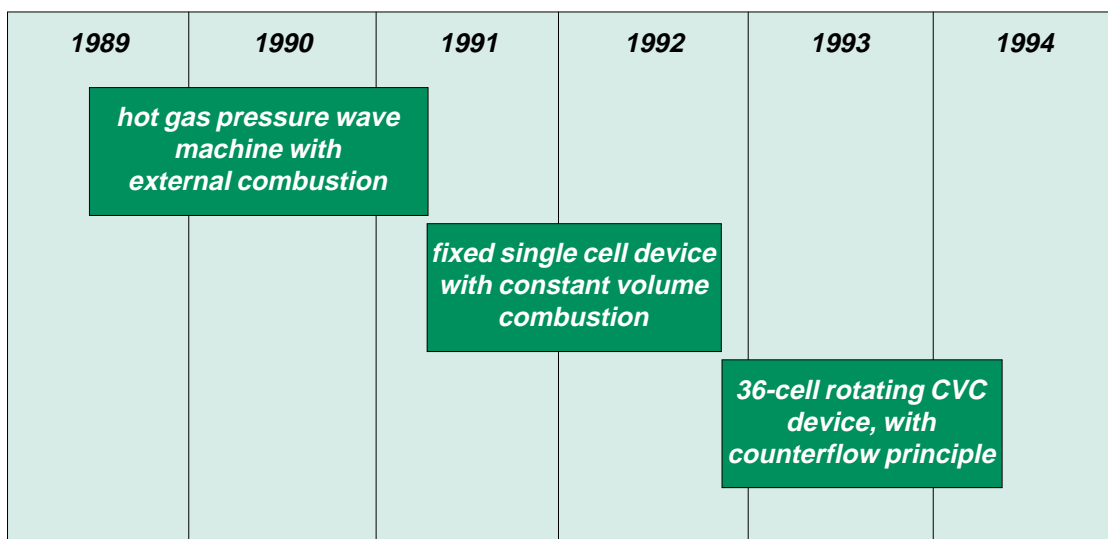 1989 1990 1991 1992 1993 1994
hot gas pressure wave
machine with
external combustion
fixed single cell device
with constant volume
combustion
36-cell rotating CVC
device, with
counterflow principle